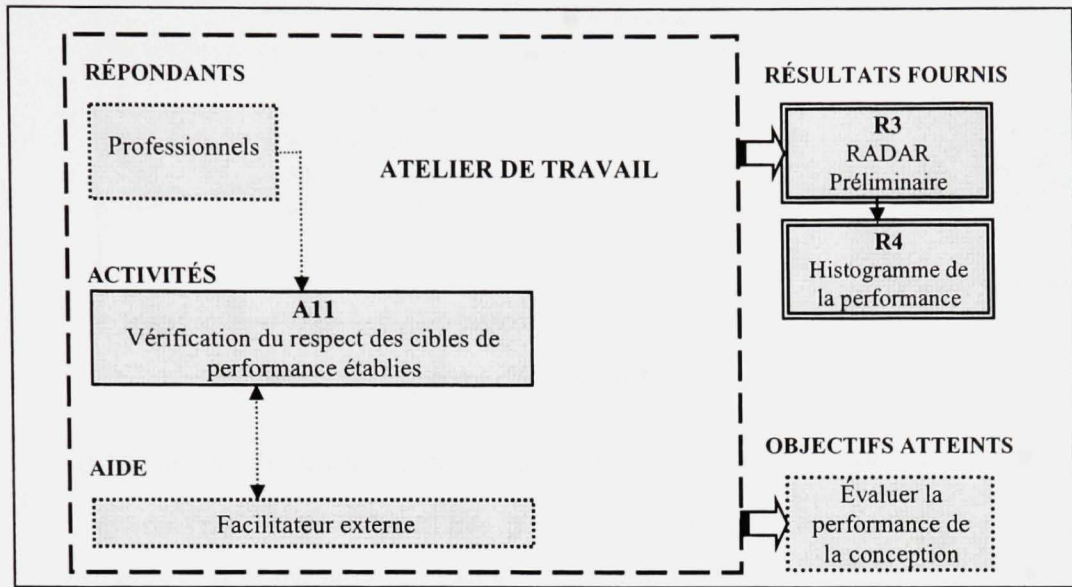 RÉPONDANTS
Professionnels
ATELIER DE TRAVAIL
ACTIVITÉS
A11
Vérification du respect des cibles de
performance établies
AIDE
Facilitateur externe
RÉSULTATS FOURNIS
R3
RADAR
Préliminaire
R4
Histogramme de
la performance
OBJECTIFS ATTEINTS
Évaluer la
performance de
la conception